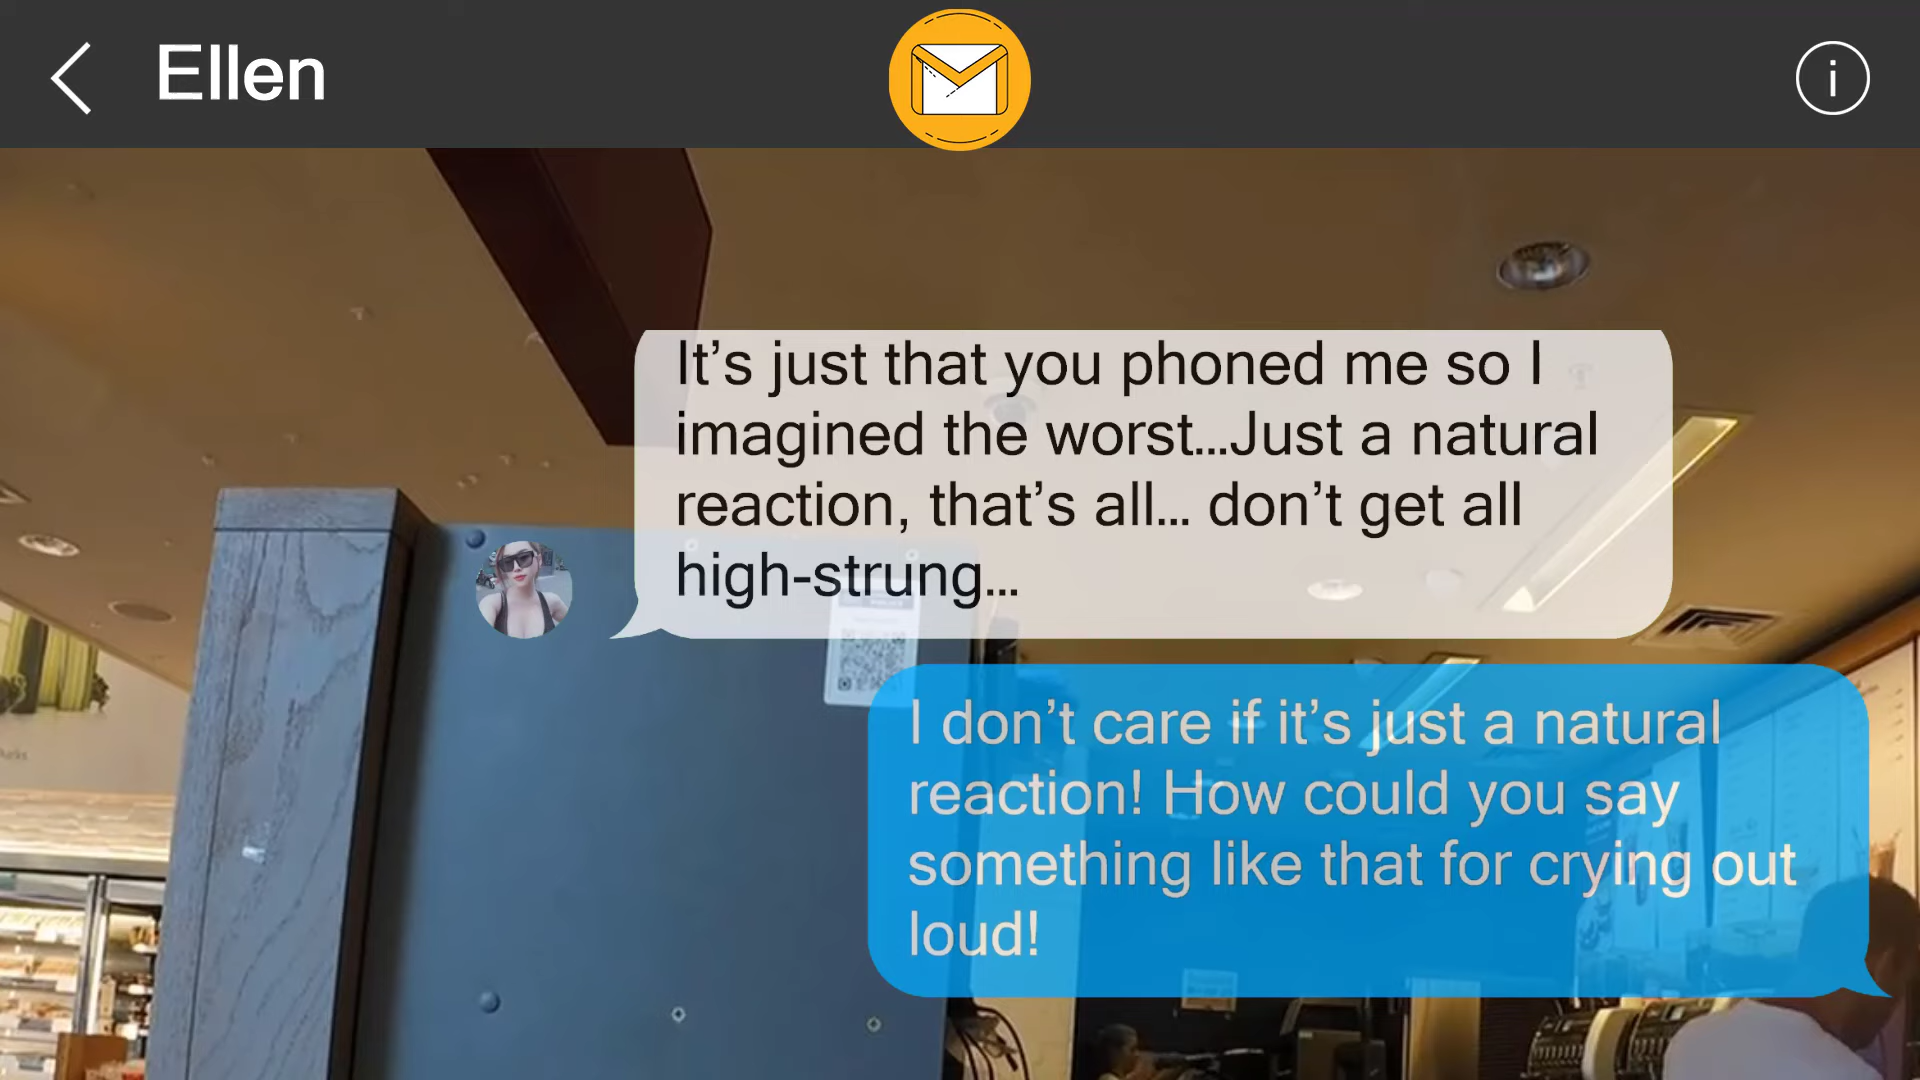 Ellen
It’s just that you phoned me so I
imagined the worst...Just a natural
reaction, that’s all... don’t get all
high-strung...
I don’t care if it’s just a natural
reaction! How could you say
something like that for crying out
loud!